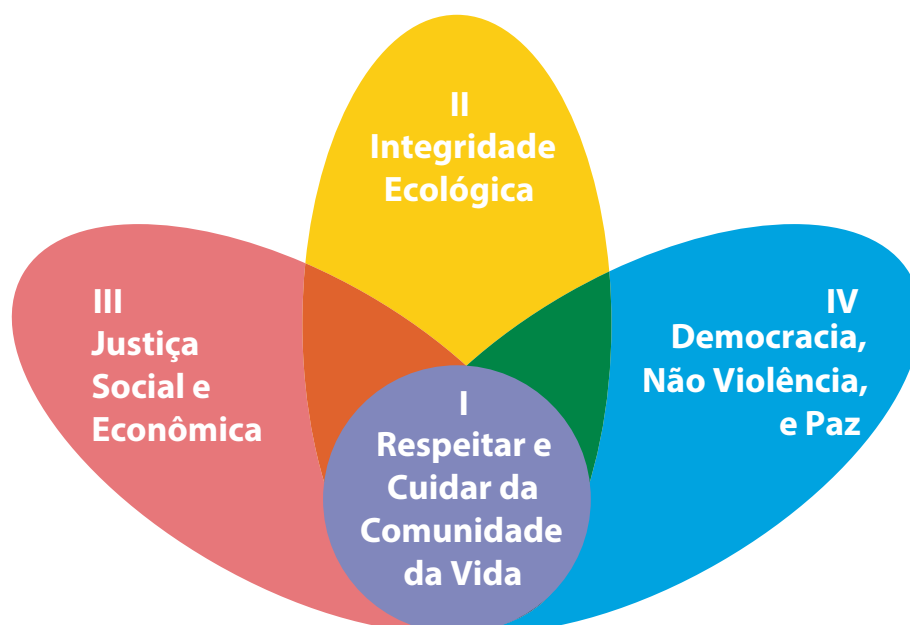 II
Integridade
Ecológica
III
Justiça
Social e
Econômica
IV
Democracia,
Não Violência,
e Paz
I
Respeitar e
Cuidar da
Comunidade
da Vida